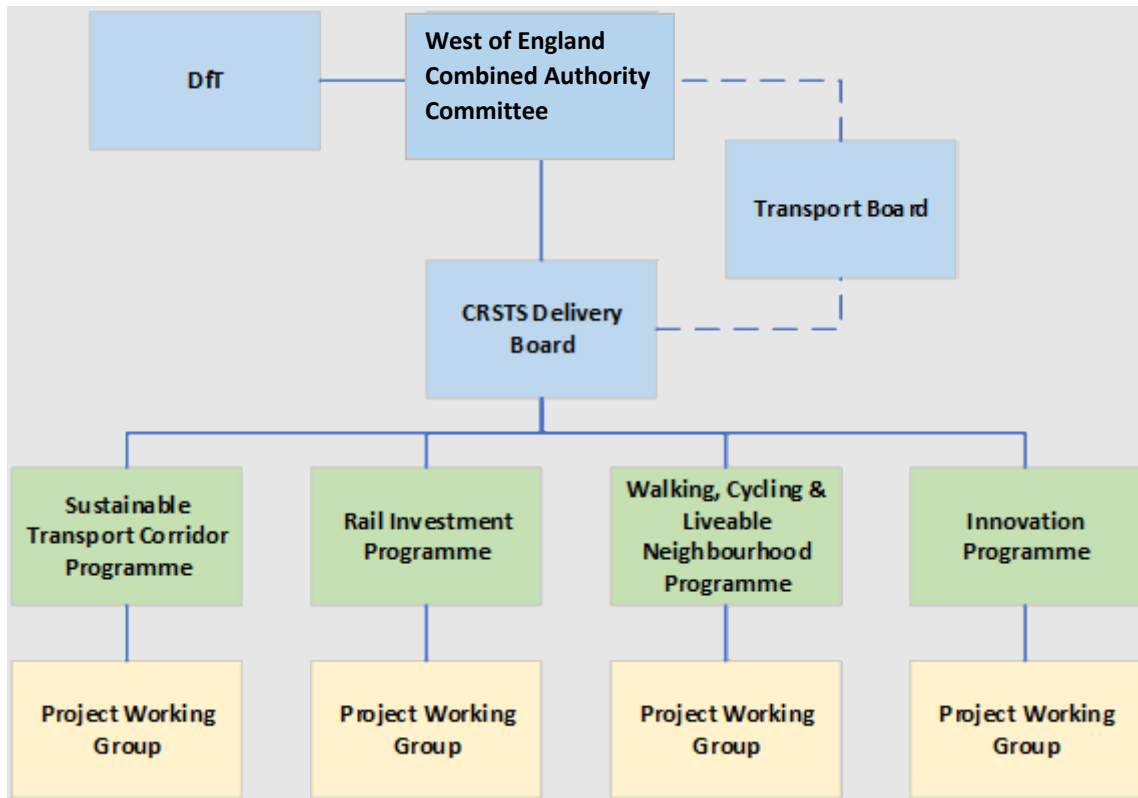 DfT
West of England
Combined Authority
Committee
Transport Board
CRSTS Delivery
Board
Sustainable
Transport Corridor
Programme
Rail Investment
Programme
Walking, Cycling &
Liveable
Neighbourhood
Programme
Innovation
Programme
Project Working
Group
Project Working
Group
Project Working
Group
Project Working
Group